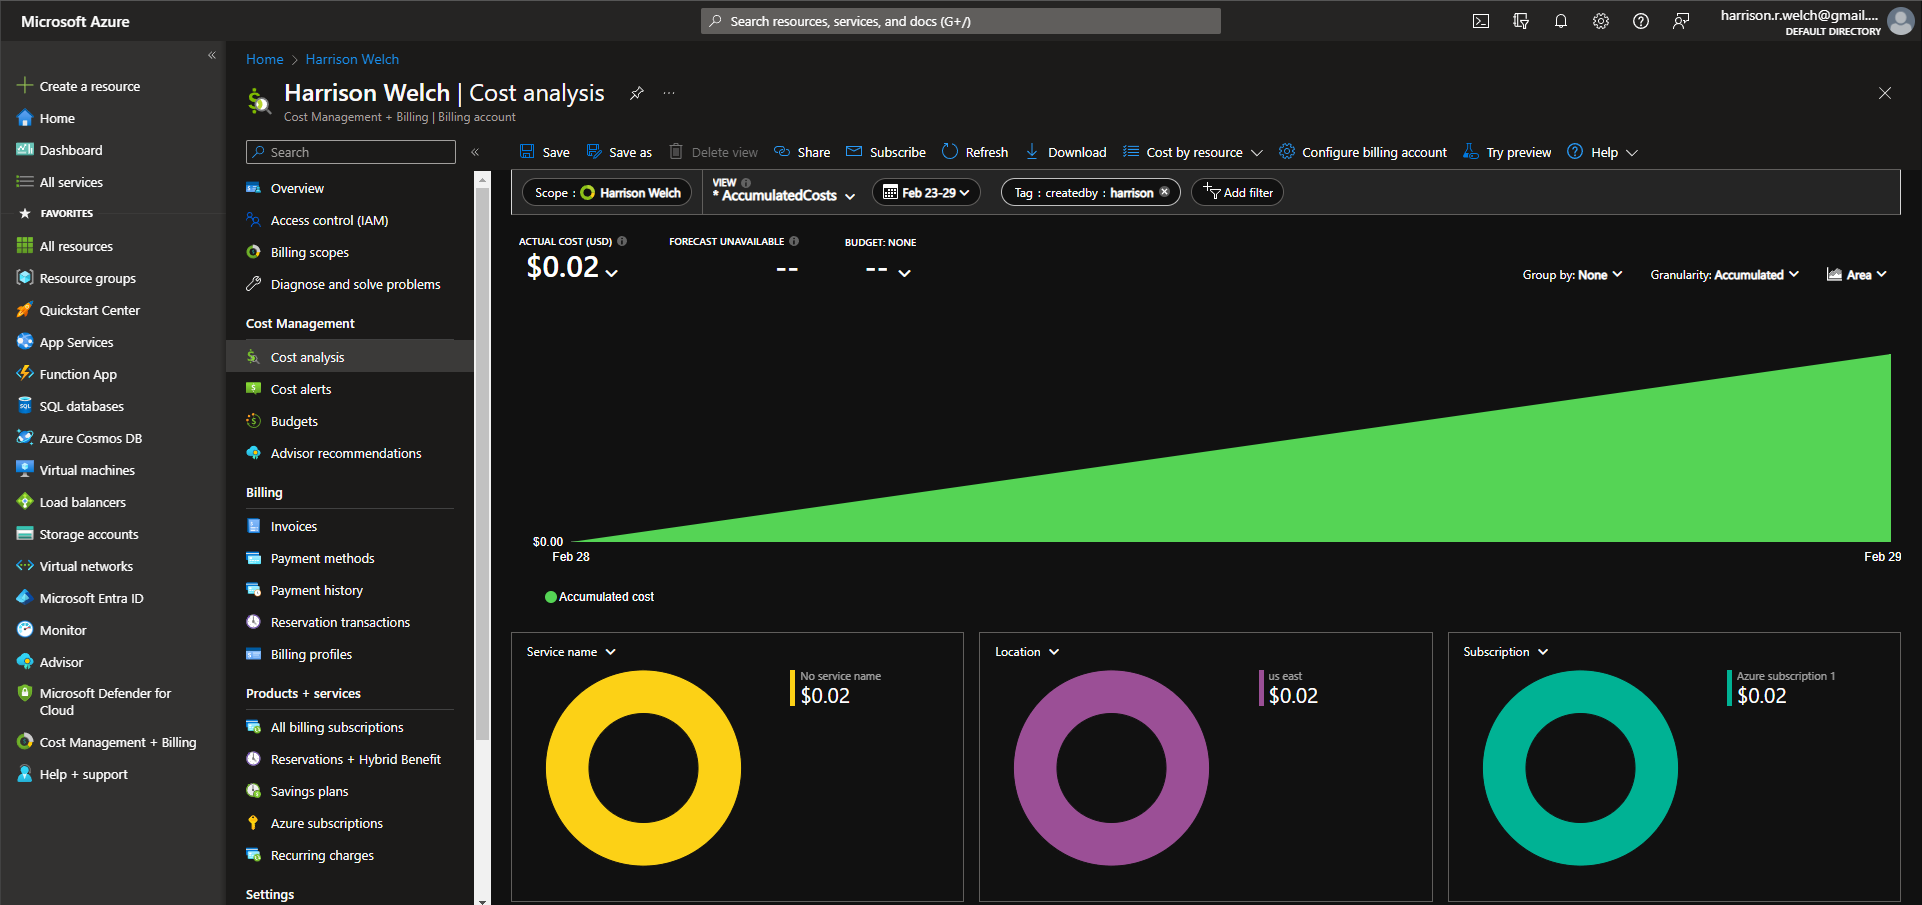 Microsoft Azure
Search resources, services, and docs (G+/)
harrison.r.welch@gmail....
DEFAULT DIRECTORY
«
Create a resource
Home
Dashboard
All services
FAVORITES
All resources
Resource groups
Quickstart Center
App Services
Function App
SQL databases
Azure Cosmos DB
Virtual machines
Load balancers
Storage accounts
Virtual networks
Microsoft Entra ID
Monitor
Advisor
Microsoft Defender for
Cloud
Cost Management + Billing
Help + support
Home > Harrison Welch
Harrison Welch | Cost analysis ...
Cost Management + Billing | Billing account
Search «
Overview
Access control (IAM)
Billing scopes
Diagnose and solve problems
Cost Management
Cost analysis
Cost alerts
Budgets
Advisor recommendations
Billing
Invoices
Payment methods
Payment history
Reservation transactions
Billing profiles
Products + services
All billing subscriptions
Reservations + Hybrid Benefit
Savings plans
Azure subscriptions
Recurring charges
Settings
Save Save as Delete view Share Subscribe Refresh Download Cost by resource Configure billing account Try preview Help
Scope : Harrison Welch
VIEW
* AccumulatedCosts
Feb 23-29
Tag : createdby : harrison
Add filter
ACTUAL COST (USD) FORECAST UNAVAILABLE BUDGET: NONE
$0.02 -- --
Group by: None Granularity: Accumulated Area
$0.00
Feb 28 Feb 29
Accumulated cost
Service name
No service name
$0.02
Location
us east
$0.02
Subscription
Azure subscription 1
$0.02